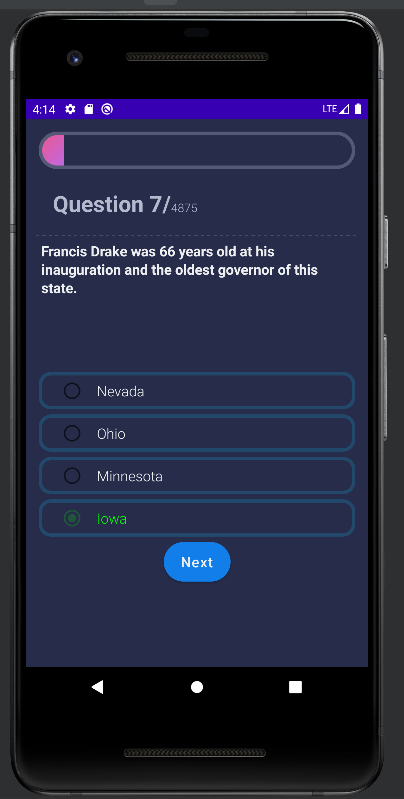 4:14 LTE
Question 7/4875
Francis Drake was 66 years old at his
inauguration and the oldest governor of this
state.
Nevada
Ohio
Minnesota
Iowa
Next